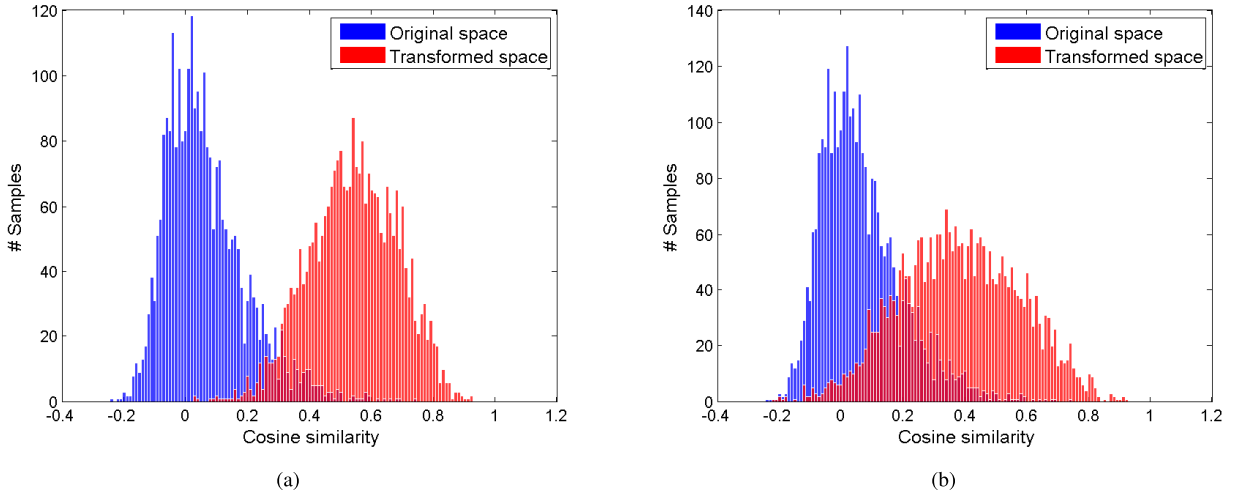 120
100
80
60
40
20
0
# Samples
Original space
Transformed space
-0.4 -0.2 0 0.2 0.4 0.6 0.8 1 1.2
Cosine similarity
(a)
140
120
100
80
60
40
20
0
# Samples
Original space
Transformed space
-0.4 -0.2 0 0.2 0.4 0.6 0.8 1 1.2
Cosine similarity
(b)